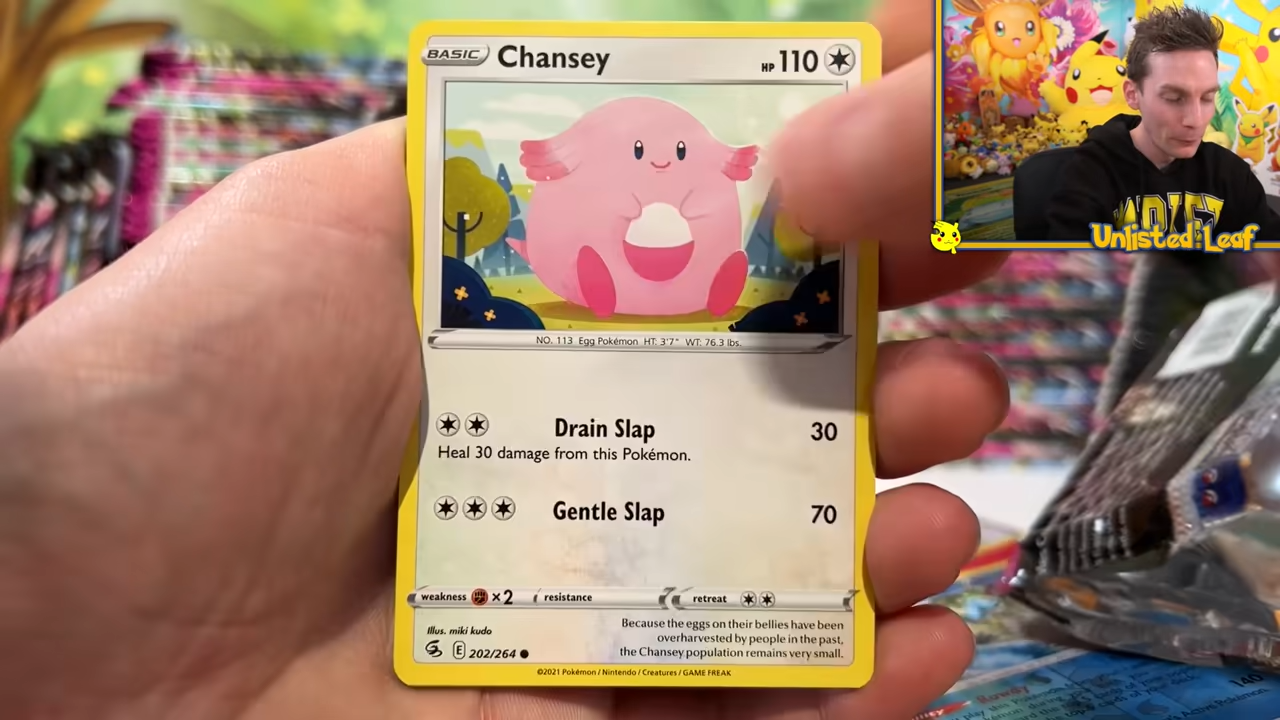 BASIC Chansey HP 110
NO. 113 Egg Pokémon HT: 3'7" WT: 76.3 lbs.
Drain Slap 30
Heal 30 damage from this Pokémon.
Gentle Slap 70
weakness ×2 resistance retreat
Illus. miki kudo
Because the eggs on their bellies have been
overharvested by people in the past,
the Chansey population remains very small.
E 202/264
©2021 Pokémon / Nintendo / Creatures / GAME FREAK
Unlisted Leaf
140